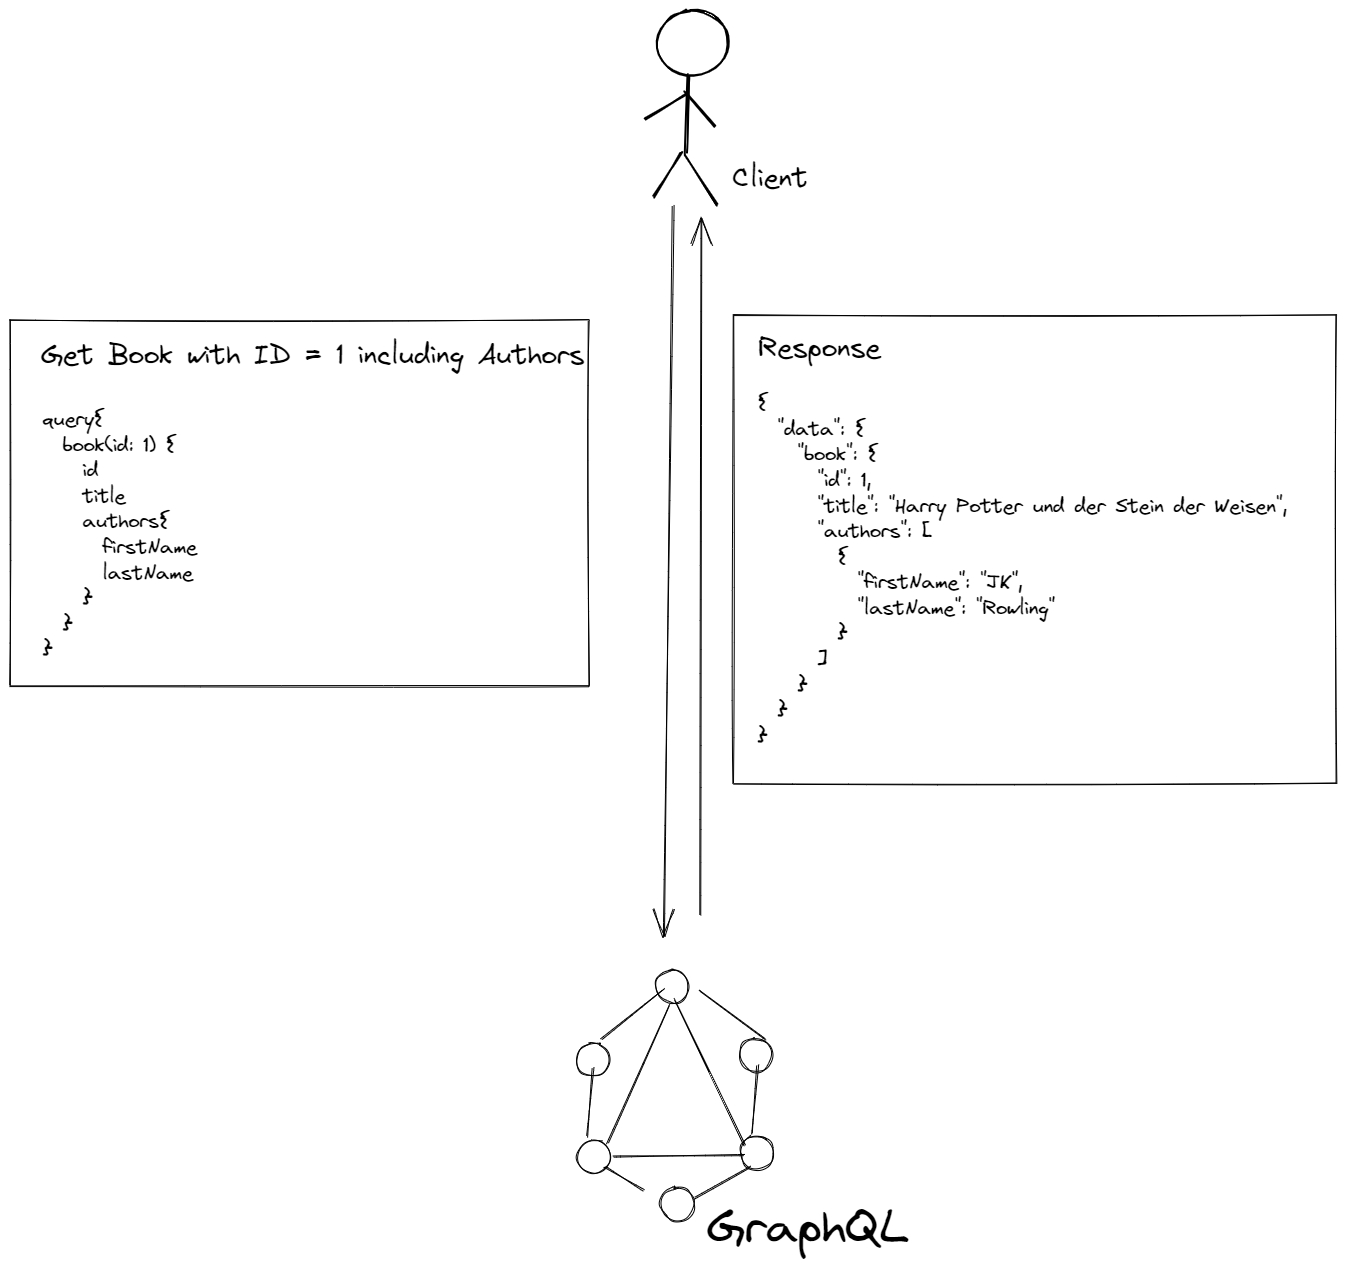 Client
Get Book with ID = 1 including Authors
query{
book(id: 1) {
id
title
authors{
firstName
lastName
}
}
}
Response
{
"data": {
"book": {
"id": 1,
"title": "Harry Potter und der Stein der Weisen",
"authors": [
{
"firstName": "JK",
"lastName": "Rowling"
}
]
}
}
}
GraphQL